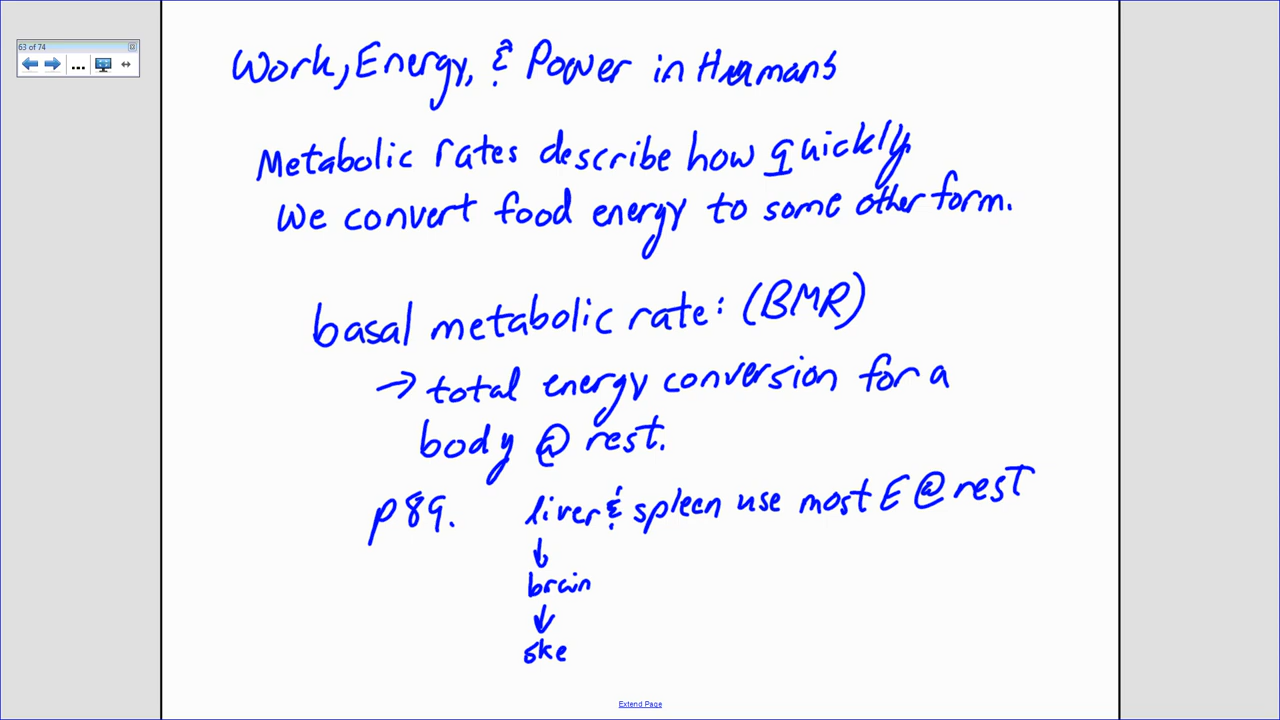 63 of 74
Work, Energy, & Power in Humans
Metabolic rates describe how quickly
we convert food energy to some other form.
basal metabolic rate: (BMR)
→ total energy conversion for a
body @ rest.
p 89. liver & spleen use most E @ rest
↓
brain
↓
ske
Extend Page